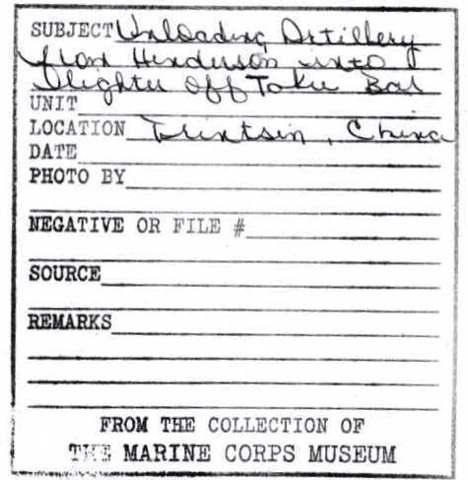 SUBJECT Unloading Artillery
from Henderson into
lighter off Taku Bar
UNIT
LOCATION Tientsin, China
DATE
PHOTO BY
NEGATIVE OR FILE #
SOURCE
REMARKS
FROM THE COLLECTION OF
THE MARINE CORPS MUSEUM